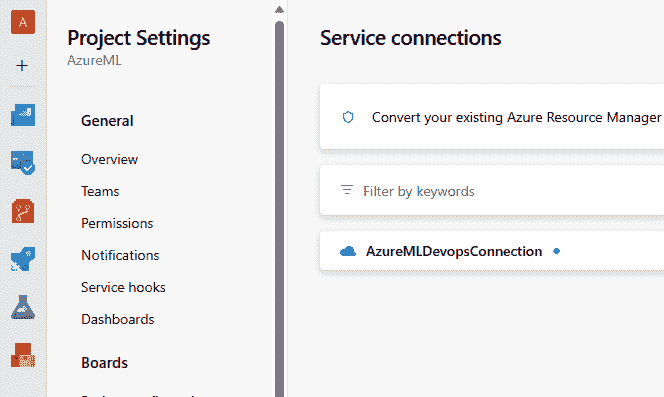 A
Project Settings
AzureML
General
Overview
Teams
Permissions
Notifications
Service hooks
Dashboards
Boards
Service connections
Convert your existing Azure Resource Manager
Filter by keywords
AzureMLDevopsConnection